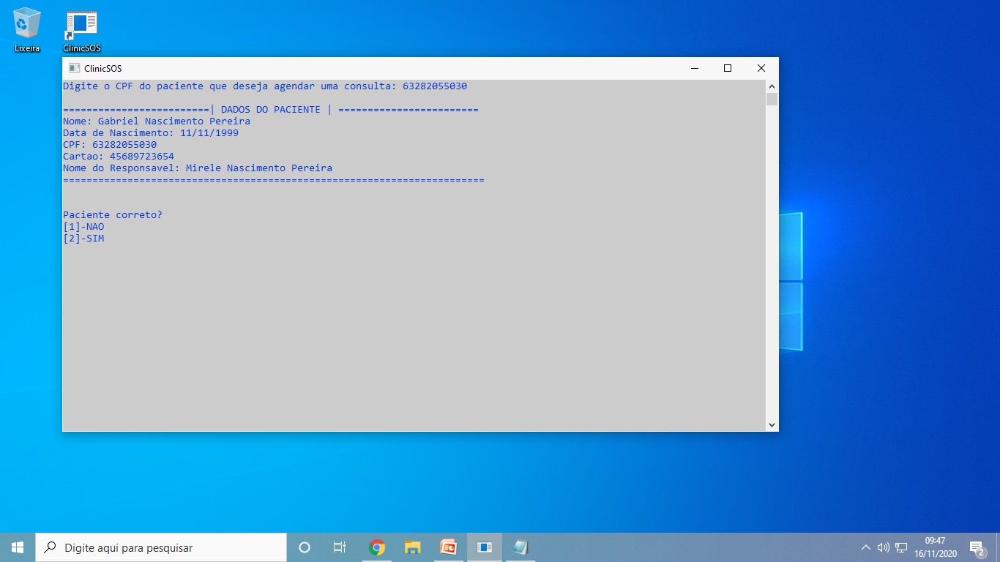 Lixeira
ClinicSOS
ClinicSOS
Digite o CPF do paciente que deseja agendar uma consulta: 63282055030
=========================| DADOS DO PACIENTE | ========================
Nome: Gabriel Nascimento Pereira
Data de Nascimento: 11/11/1999
CPF: 63282055030
Cartao: 45689723654
Nome do Responsavel: Mirele Nascimento Pereira
========================================================================
Paciente correto?
[1]-NAO
[2]-SIM
Digite aqui para pesquisar
09:47
16/11/2020
2